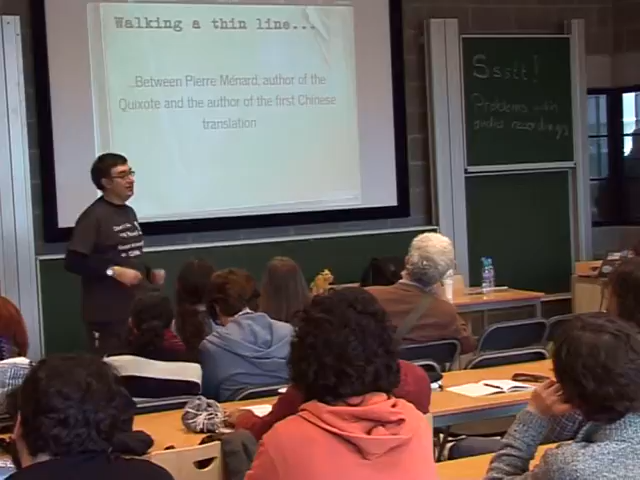 Walking a thin line...
...Between Pierre Ménard, author of the
Quixote and the author of the first Chinese
translation
Ssstt!
Problems with
audio recordings